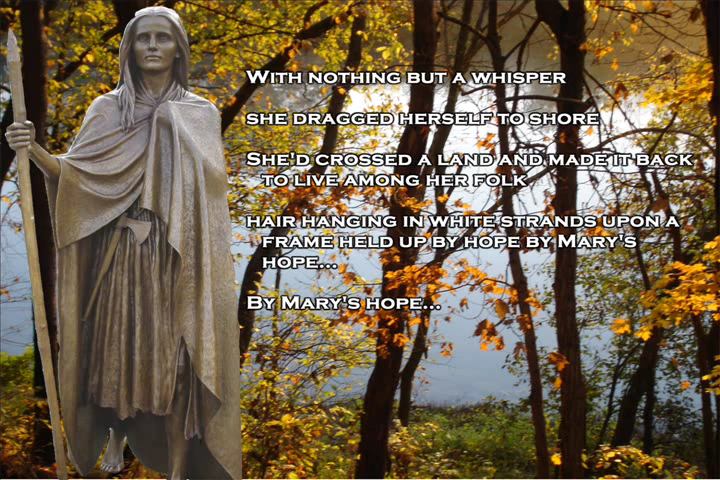 With nothing but a whisper
she dragged herself to shore
She'd crossed a land and made it back
to live among her folk
hair hanging in white strands upon a
frame held up by hope by Mary's
hope...
By Mary's hope...